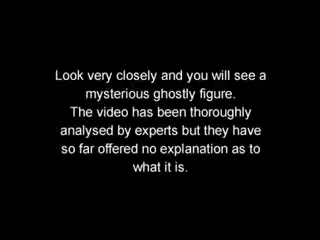 Look very closely and you will see a
mysterious ghostly figure.
The video has been thoroughly
analysed by experts but they have
so far offered no explanation as to
what it is.